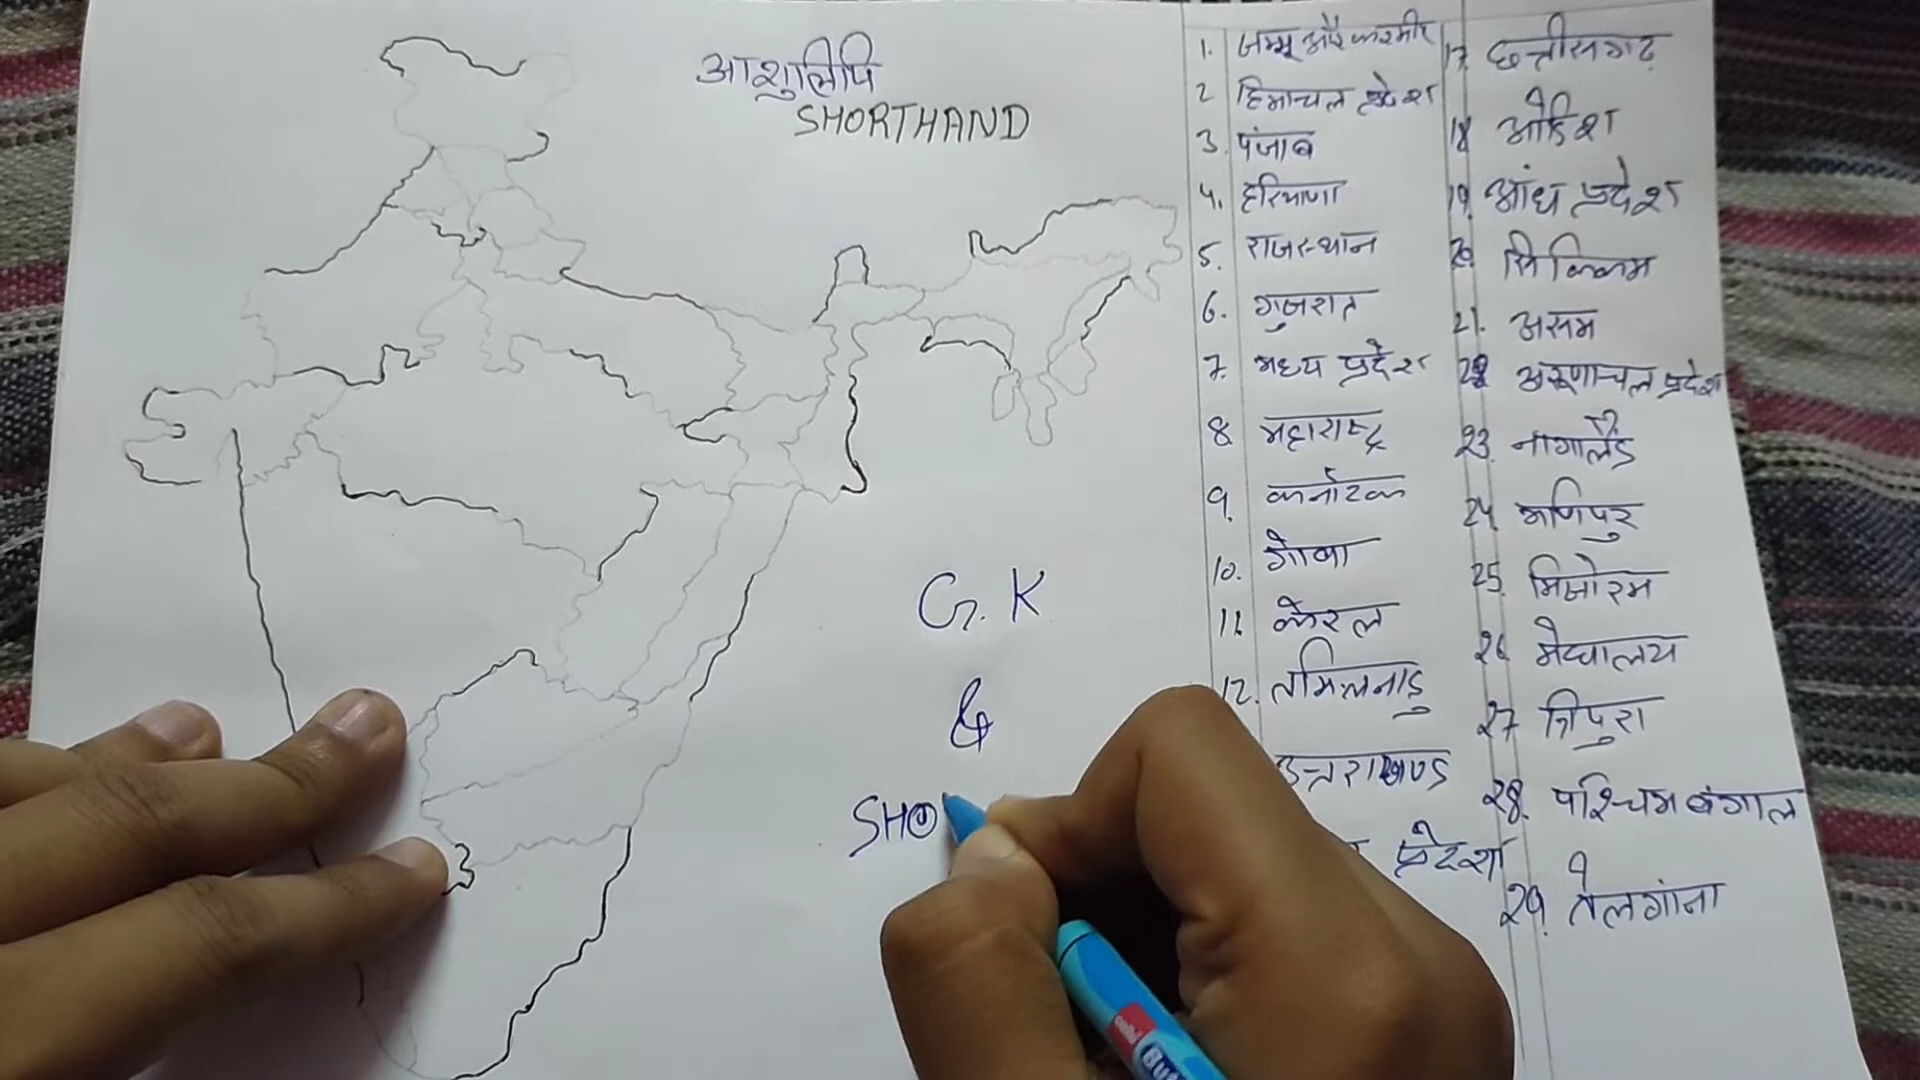 आशुलिपि
SHORTHAND
G. K
&
SHO
1. जम्मू और कश्मीर
2 हिमाचल प्रदेश
3. पंजाब
4. हरियाणा
5. राजस्थान
6. गुजरात
7. मध्य प्रदेश
8 महाराष्ट्र
9. कर्नाटक
10. गोवा
11. केरल
12. तमिलनाडु
उत्तराखण्ड
प्रदेश
17. छत्तीसगढ़
18 ओडिशा
19. आंध्र प्रदेश
20. सिक्किम
21. असम
22 अरूणाचल प्रदेश
23. नागालैंड
24. मणिपुर
25. मिजोरम
26. मेघालय
27 त्रिपुरा
28. पश्चिम बंगाल
29. तेलगांना